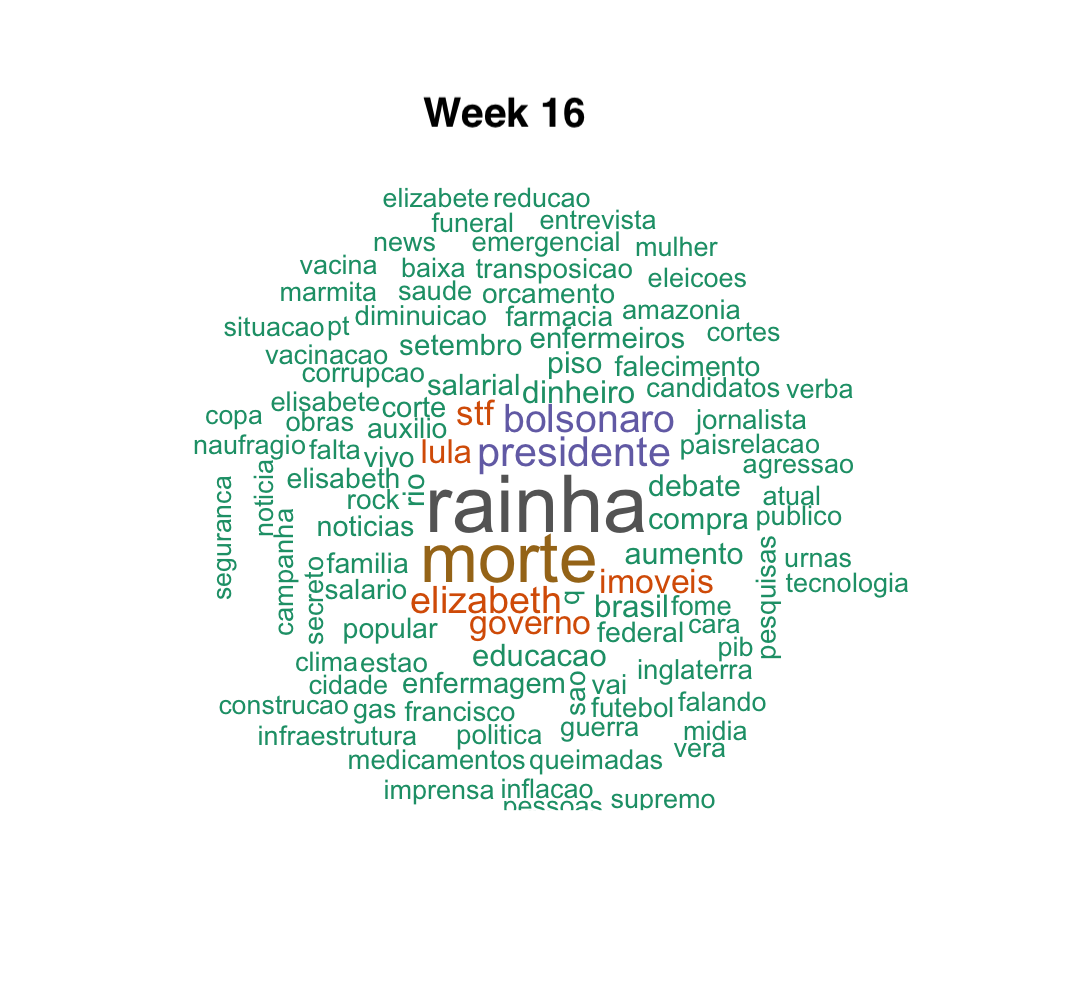 Week 16
elizabete reducao
funeral entrevista
news emergencial mulher
vacina baixa transposicao eleicoes
marmita saude orcamento
situacao pt diminuicao farmacia amazonia
vacinacao setembro enfermeiros cortes
corrupcao piso falecimento
salarial dinheiro candidatos verba
copa elisabete corte stf bolsonaro jornalista
obras auxilio
naufragio falta vivo lula presidente paisrelacao
agressao
seguranca noticia elisabeth rio rainha debate atual
rock
campanha noticias compra publico
secreto familia morte aumento pesquisas urnas
salario imoveis tecnologia
elizabeth q brasil fome
popular governo federal cara
pib
clima estao educacao inglaterra
cidade enfermagem sao vai
construcao gas francisco futebol falando
infraestrutura politica guerra midia
vera
medicamentos queimadas
imprensa inflacao
pessoas supremo